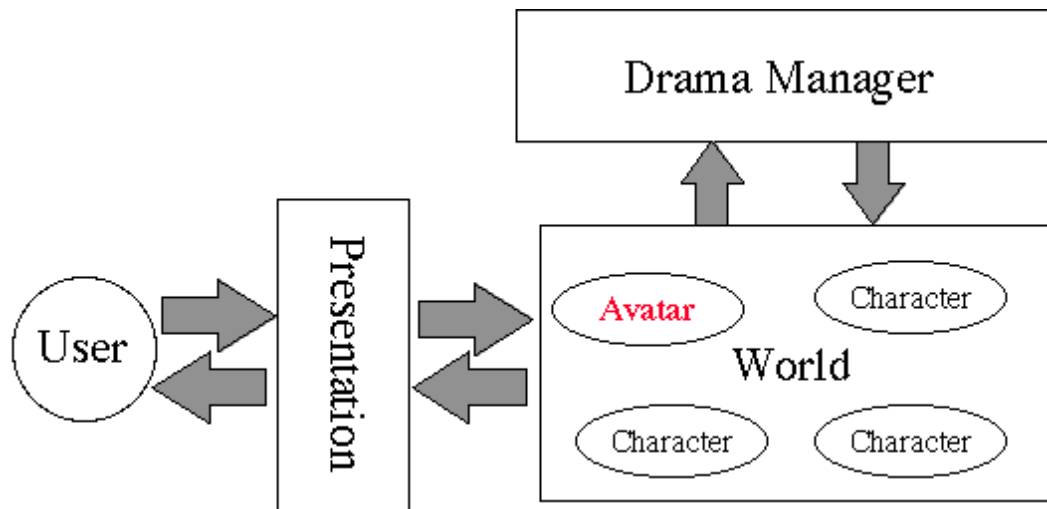 Drama Manager
User
Presentation
Avatar
Character
World
Character
Character